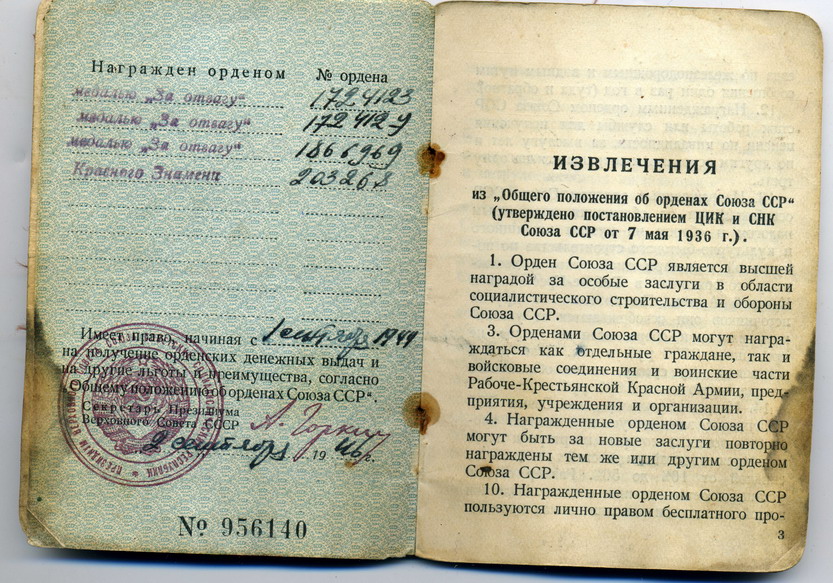 Награжден орденом № ордена
медалью „За отвагу“ 1724123
медалью „За отвагу“ 1724129
медалью „За отвагу“ 1866969
Красного Знамени 203268
Имеет право, начиная с 1 сентября 1944
на получение орденских денежных выдач и
на другие льготы и преимущества, согласно
„Общему положению об орденах Союза ССР“.
Секретарь Президиума
Верховного Совета СССР А. Горкин
2 сентября 1946 г.
№ 956140
ИЗВЛЕЧЕНИЯ
из „Общего положения об орденах Союза ССР“
(утверждено постановлением ЦИК и СНК
Союза ССР от 7 мая 1936 г.).
1. Орден Союза ССР является высшей
наградой за особые заслуги в области
социалистического строительства и обороны
Союза ССР.
3. Орденами Союза ССР могут награ-
ждаться как отдельные граждане, так и
войсковые соединения и воинские части
Рабоче-Крестьянской Красной Армии, пред-
приятия, учреждения и организации.
4. Награжденные орденом Союза ССР
могут быть за новые заслуги повторно
награждены тем же или другим орденом
Союза ССР.
10. Награжденные орденом Союза ССР
пользуются лично правом бесплатного про-
3